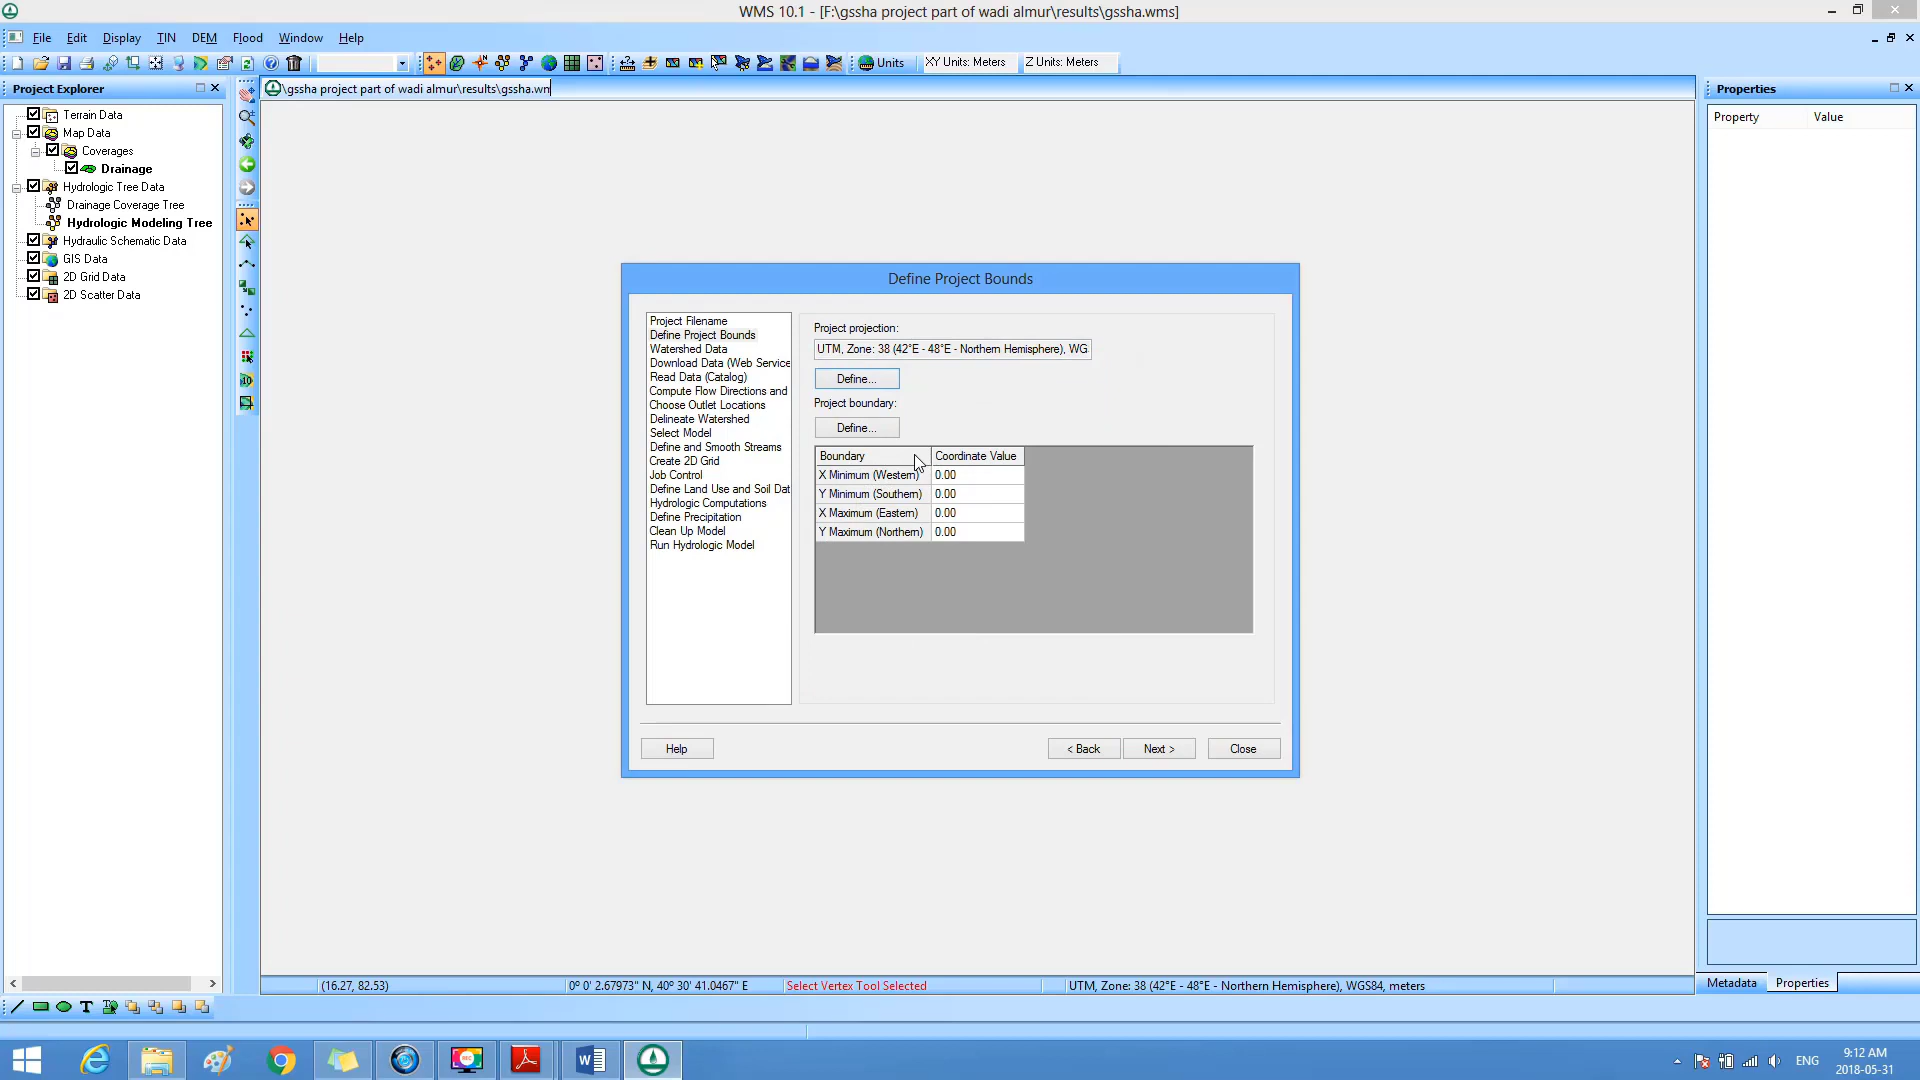 WMS 10.1 - [F:\gssha project part of wadi almur\results\gssha.wms]
File Edit Display TIN DEM Flood Window Help
Units XY Units: Meters Z Units: Meters
Project Explorer
\gssha project part of wadi almur\results\gssha.wn
Properties
Property Value
Terrain Data
Map Data
Coverages
Drainage
Hydrologic Tree Data
Drainage Coverage Tree
Hydrologic Modeling Tree
Hydraulic Schematic Data
GIS Data
2D Grid Data
2D Scatter Data
Define Project Bounds
Project Filename
Define Project Bounds
Watershed Data
Download Data (Web Service
Read Data (Catalog)
Compute Flow Directions and
Choose Outlet Locations
Delineate Watershed
Select Model
Define and Smooth Streams
Create 2D Grid
Job Control
Define Land Use and Soil Dat
Hydrologic Computations
Define Precipitation
Clean Up Model
Run Hydrologic Model
Project projection:
UTM, Zone: 38 (42°E - 48°E - Northern Hemisphere), WG
Define...
Project boundary:
Define...
Boundary Coordinate Value
X Minimum (Western) 0.00
Y Minimum (Southern) 0.00
X Maximum (Eastern) 0.00
Y Maximum (Northern) 0.00
Help < Back Next > Close
(16.27, 82.53) 0º 0' 2.67973" N, 40º 30' 41.0467" E Select Vertex Tool Selected UTM, Zone: 38 (42°E - 48°E - Northern Hemisphere), WGS84, meters
Metadata Properties
ENG
9:12 AM
2018-05-31